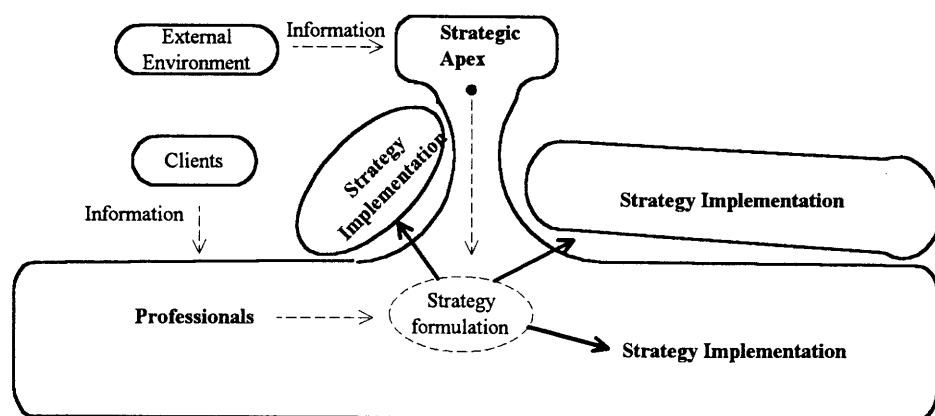 External
Environment
Information
Strategic
Apex
Clients
Information
Strategy
Implementation
Strategy Implementation
Professionals
Strategy
formulation
Strategy Implementation